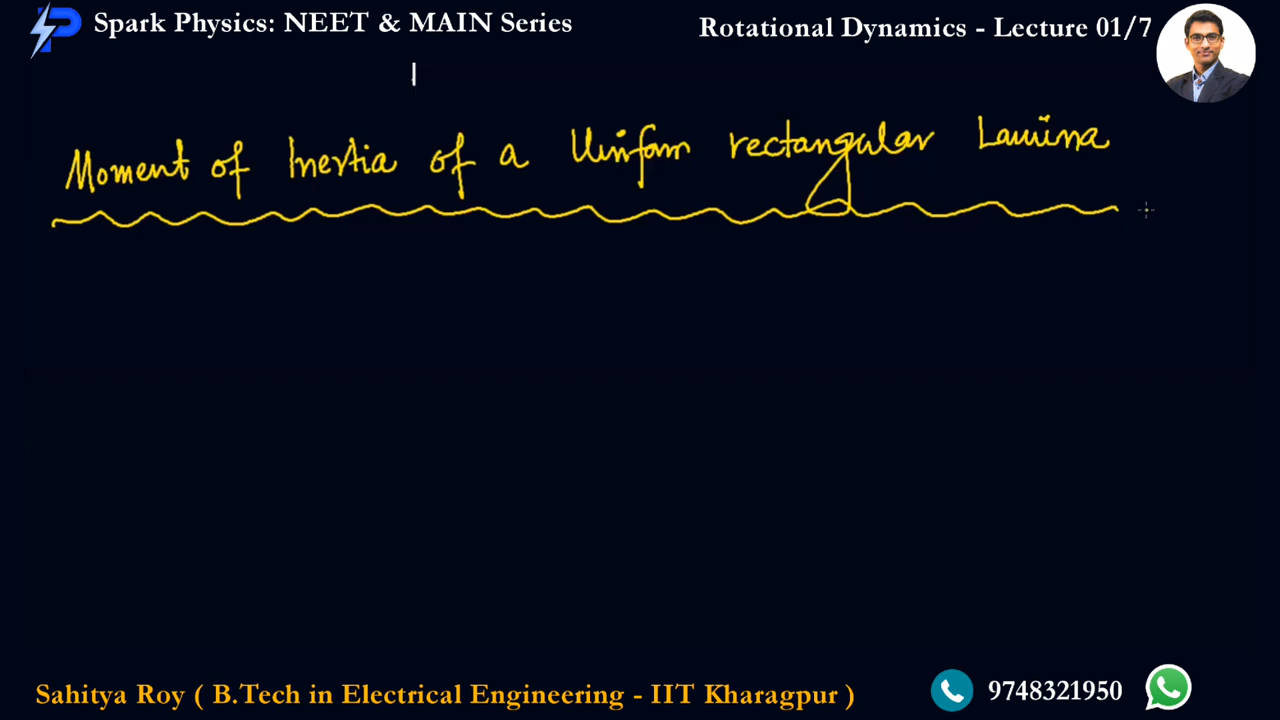 Spark Physics: NEET & MAIN Series
Rotational Dynamics - Lecture 01/7
Moment of Inertia of a Uniform rectangular Lamina
Sahitya Roy ( B.Tech in Electrical Engineering - IIT Kharagpur )
9748321950